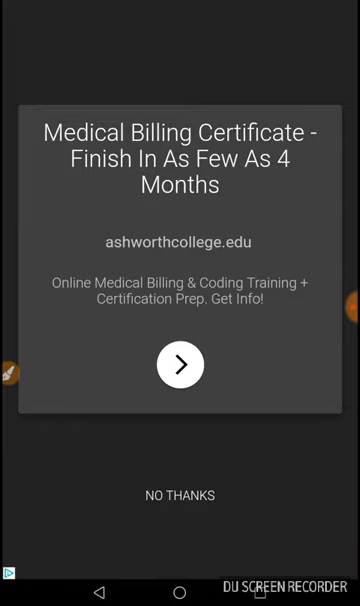 Medical Billing Certificate -
Finish In As Few As 4
Months
ashworthcollege.edu
Online Medical Billing & Coding Training +
Certification Prep. Get Info!
NO THANKS
DU SCREEN RECORDER